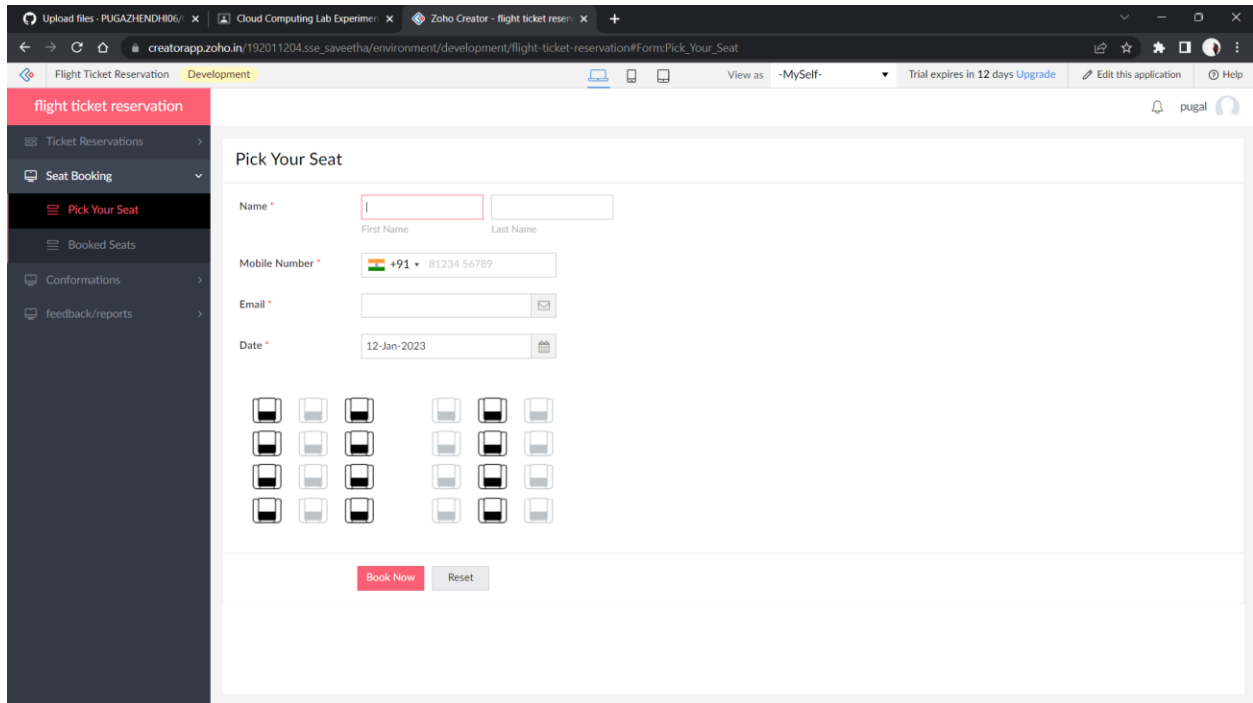 Upload files · PUGAZHENDHI06/
Cloud Computing Lab Experimen
Zoho Creator - flight ticket reser
creatorapp.zoho.in/192011204.sse_saveetha/environment/development/flight-ticket-reservation#Form:Pick_Your_Seat
Flight Ticket Reservation Development View as -MySelf- Trial expires in 12 days Upgrade Edit this application Help
flight ticket reservation
pugal
Ticket Reservations
Seat Booking
Pick Your Seat
Booked Seats
Conformations
feedback/reports
Pick Your Seat
Name *
First Name Last Name
Mobile Number * +91 81234 56789
Email *
Date * 12-Jan-2023
Book Now Reset